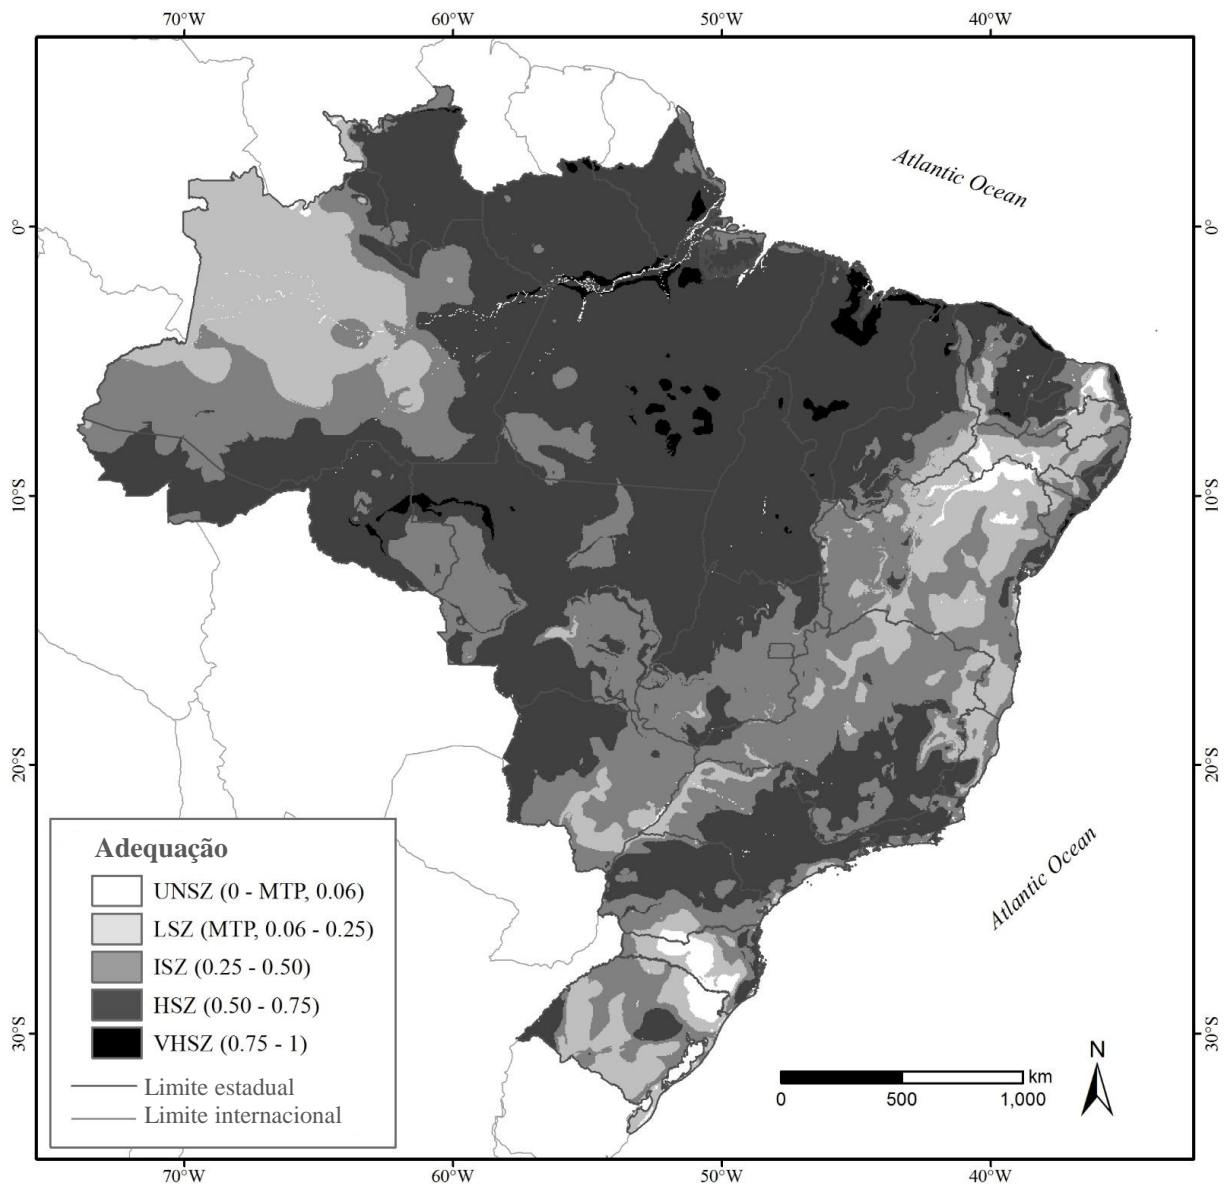 70°W 60°W 50°W 40°W
Atlantic Ocean
0° 0°
10°S 10°S
20°S 20°S
Atlantic Ocean
30°S 30°S
Adequação
UNSZ (0 - MTP, 0.06)
LSZ (MTP, 0.06 - 0.25)
ISZ (0.25 - 0.50)
HSZ (0.50 - 0.75)
VHSZ (0.75 - 1)
Limite estadual
Limite internacional
N
km
0 500 1,000
70°W 60°W 50°W 40°W